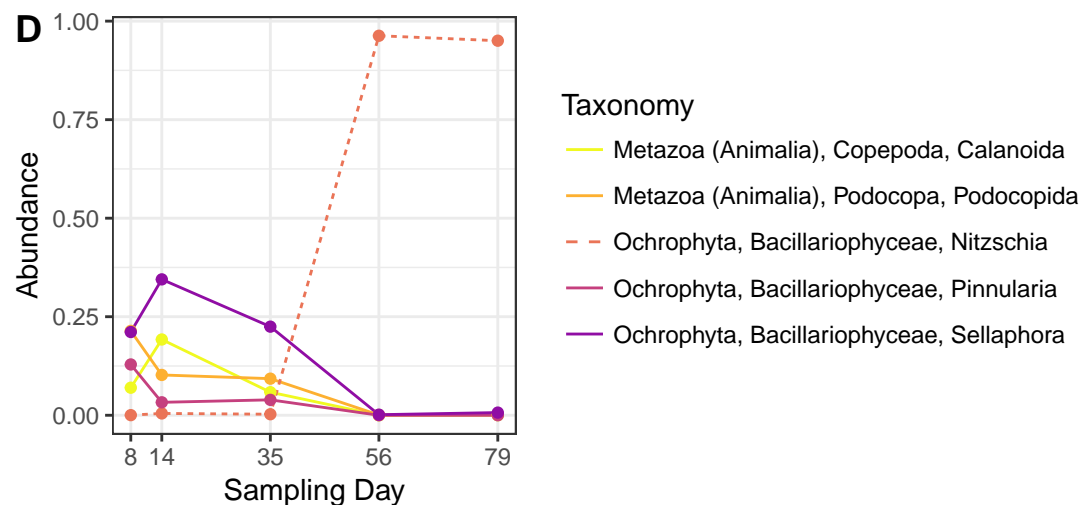 D
1.00
0.75
0.50
0.25
0.00
Abundance
8 14 35 56 79
Sampling Day
Taxonomy
Metazoa (Animalia), Copepoda, Calanoida
Metazoa (Animalia), Podocopa, Podocopida
Ochrophyta, Bacillariophyceae, Nitzschia
Ochrophyta, Bacillariophyceae, Pinnularia
Ochrophyta, Bacillariophyceae, Sellaphora